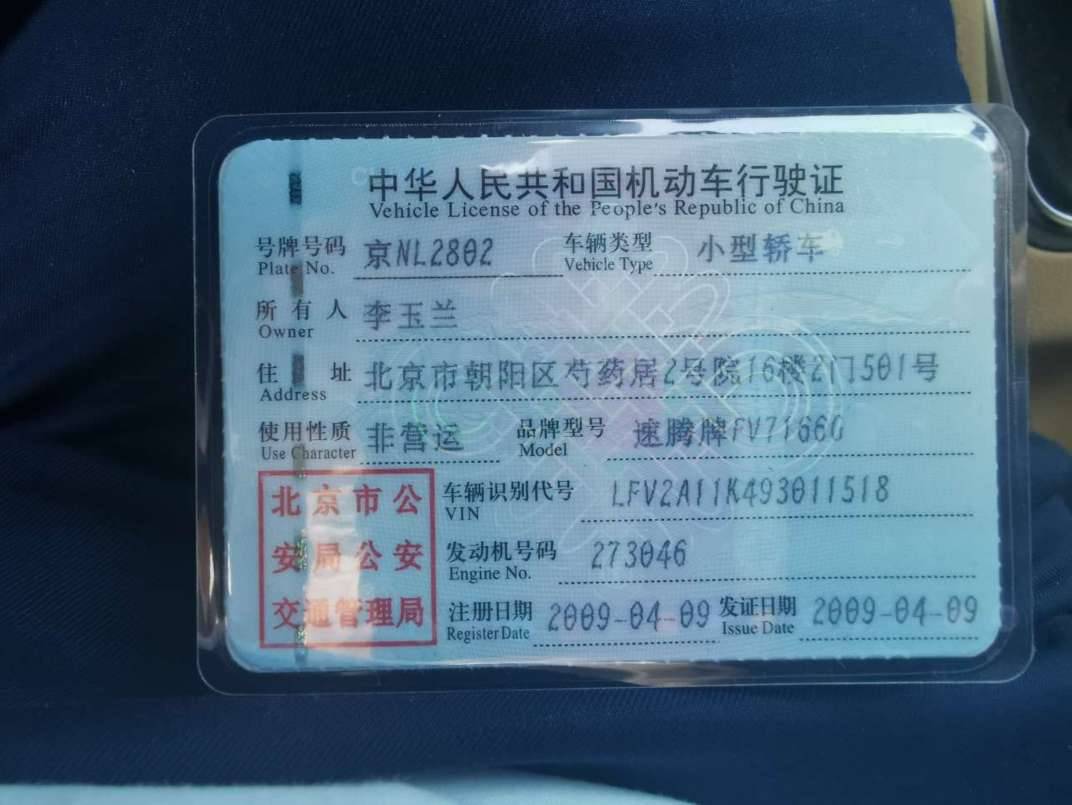 中华人民共和国机动车行驶证
Vehicle License of the People's Republic of China
号牌号码 京NL2802 车辆类型 小型轿车
Plate No. Vehicle Type
所有人 李玉兰
Owner
住址 北京市朝阳区芍药居2号院16楼2门501号
Address
使用性质 非营运 品牌型号 速腾牌FV7166G
Use Character Model
北京市公
安局公安
交通管理局
车辆识别代号 LFV2A11K493011518
VIN
发动机号码 273046
Engine No.
注册日期 2009-04-09 发证日期 2009-04-09
Register Date Issue Date